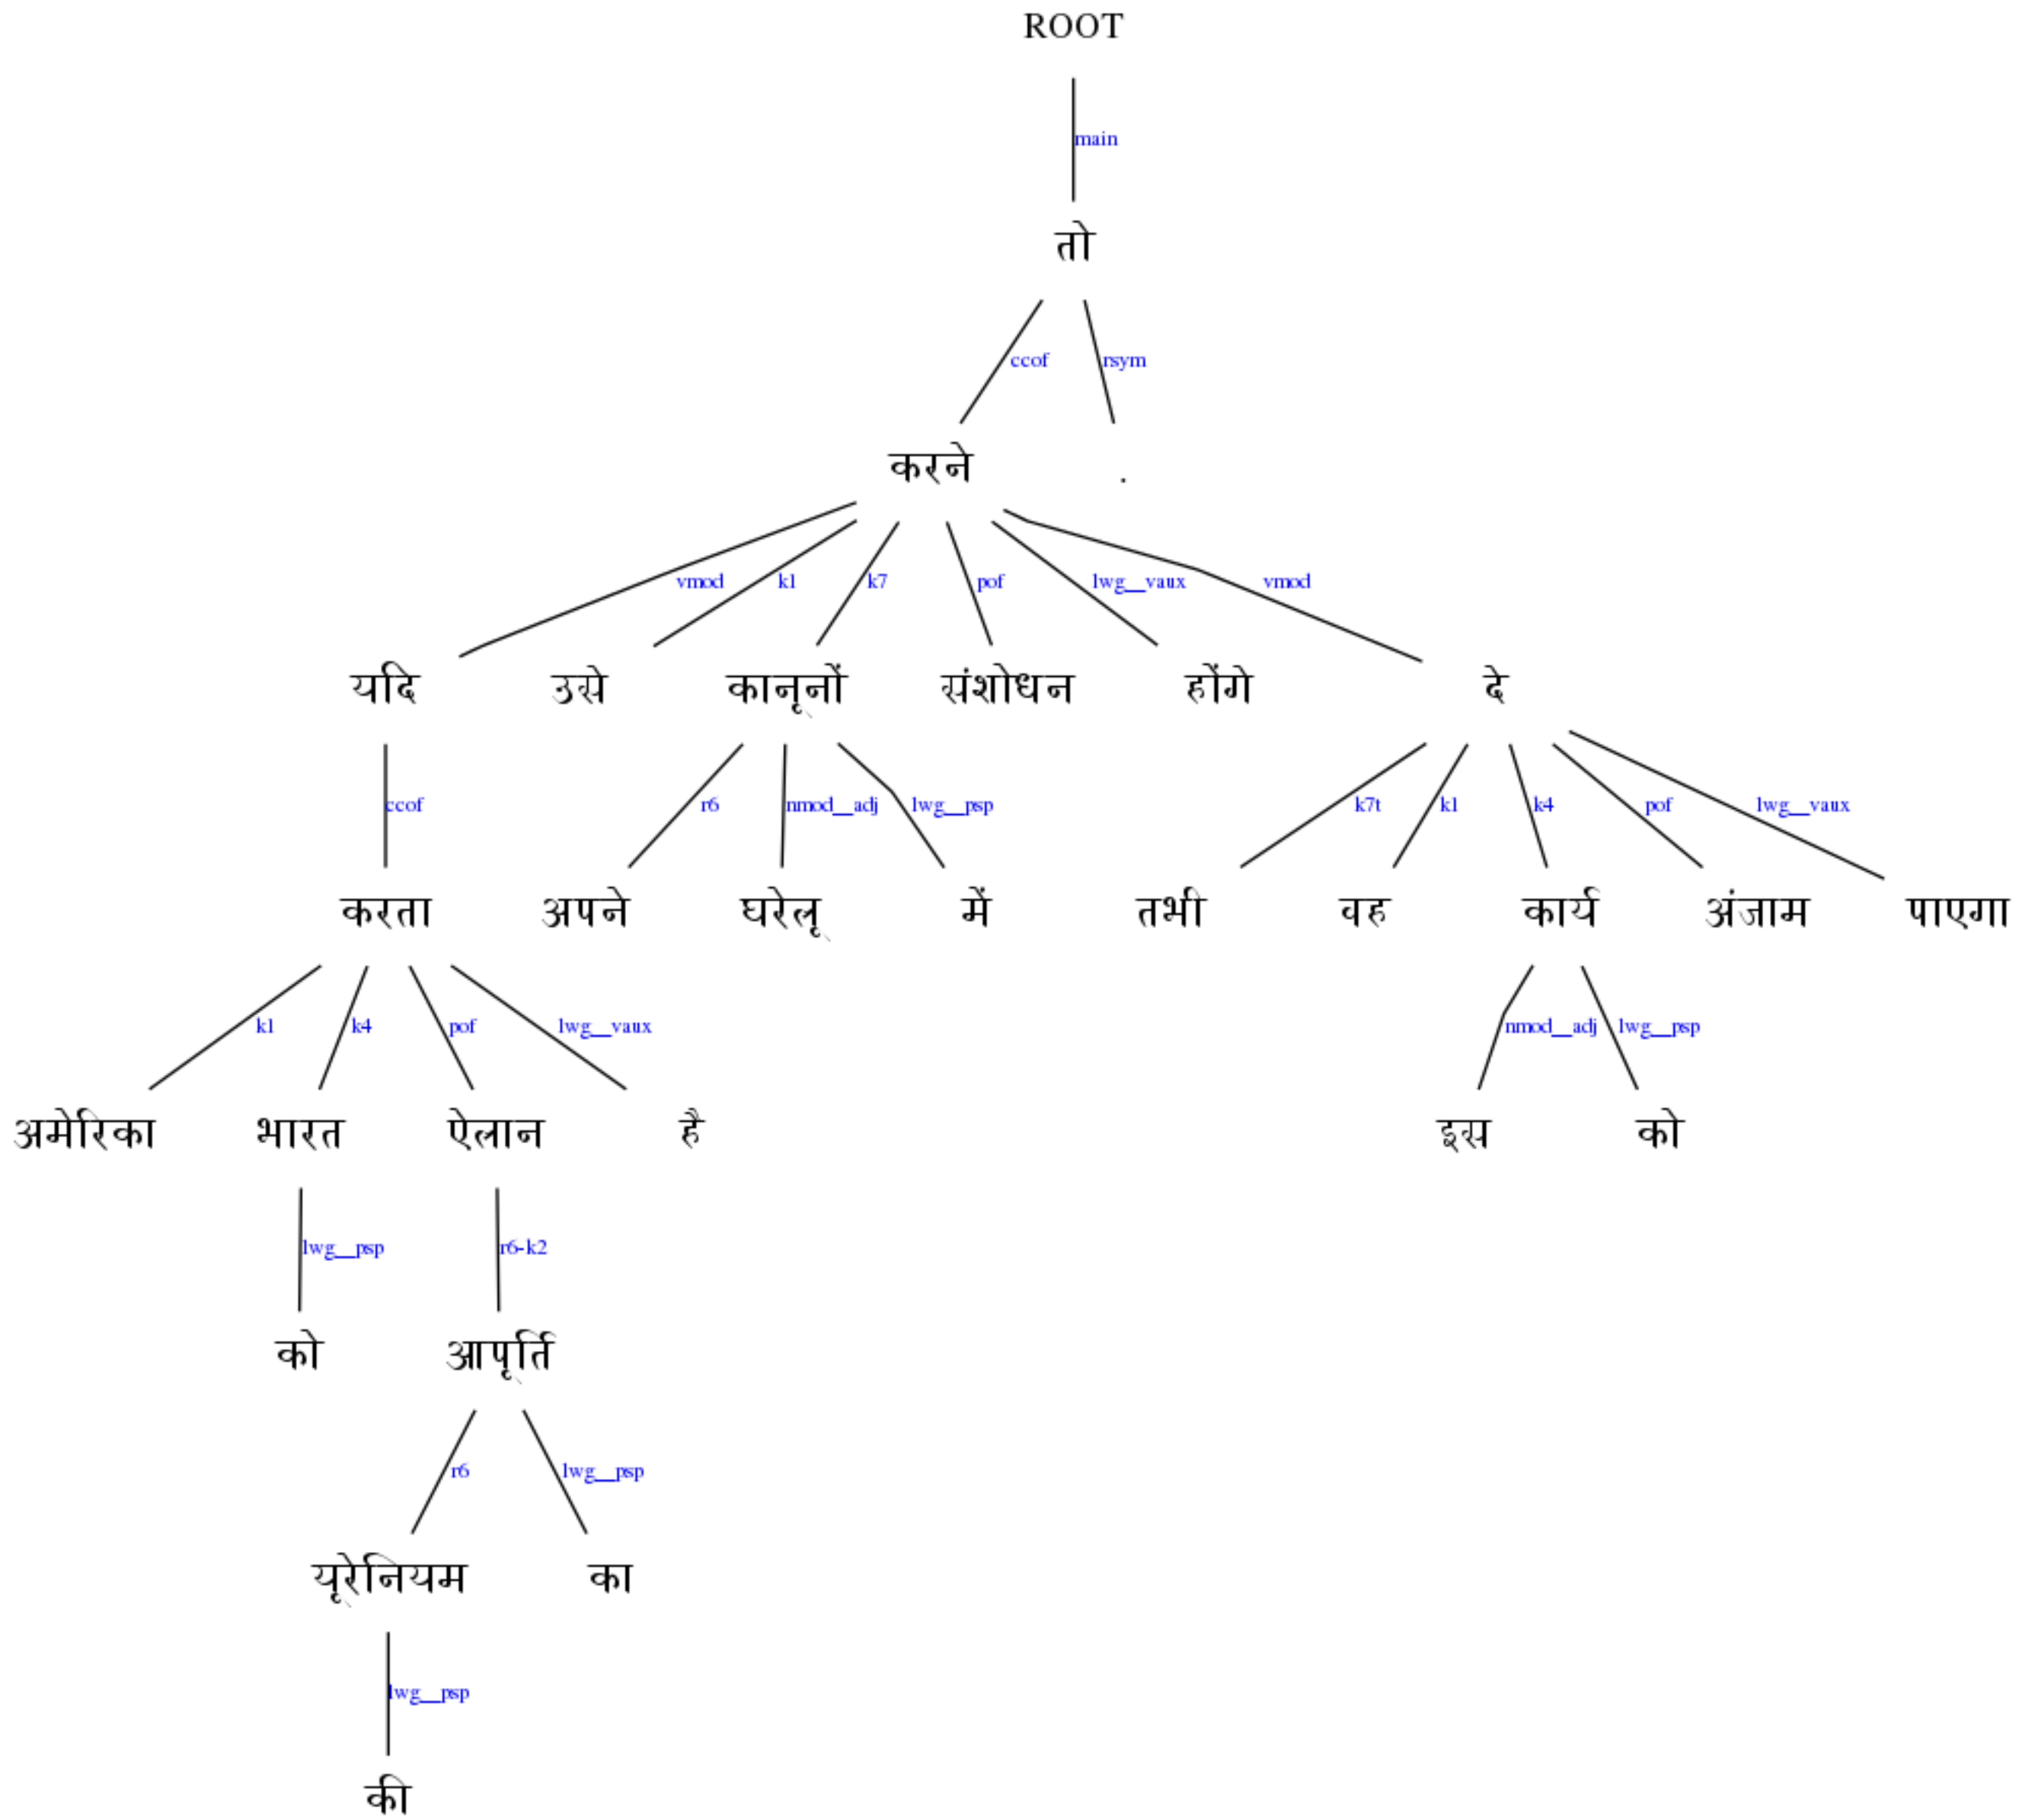 ROOT
main
तो
ccof rsym
करने .
vmod k1 k7 pof lwg__vaux vmod
यदि उसे कानूनों संशोधन होंगे दे
ccof r6 nmod__adj lwg__psp k7t k1 k4 pof lwg__vaux
करता अपने घरेलू में तभी वह कार्य अंजाम पाएगा
k1 k4 pof lwg__vaux nmod__adj lwg__psp
अमेरिका भारत ऐलान है इस को
lwg__psp r6-k2
को आपूर्ति
r6 lwg__psp
यूरेनियम का
lwg__psp
की